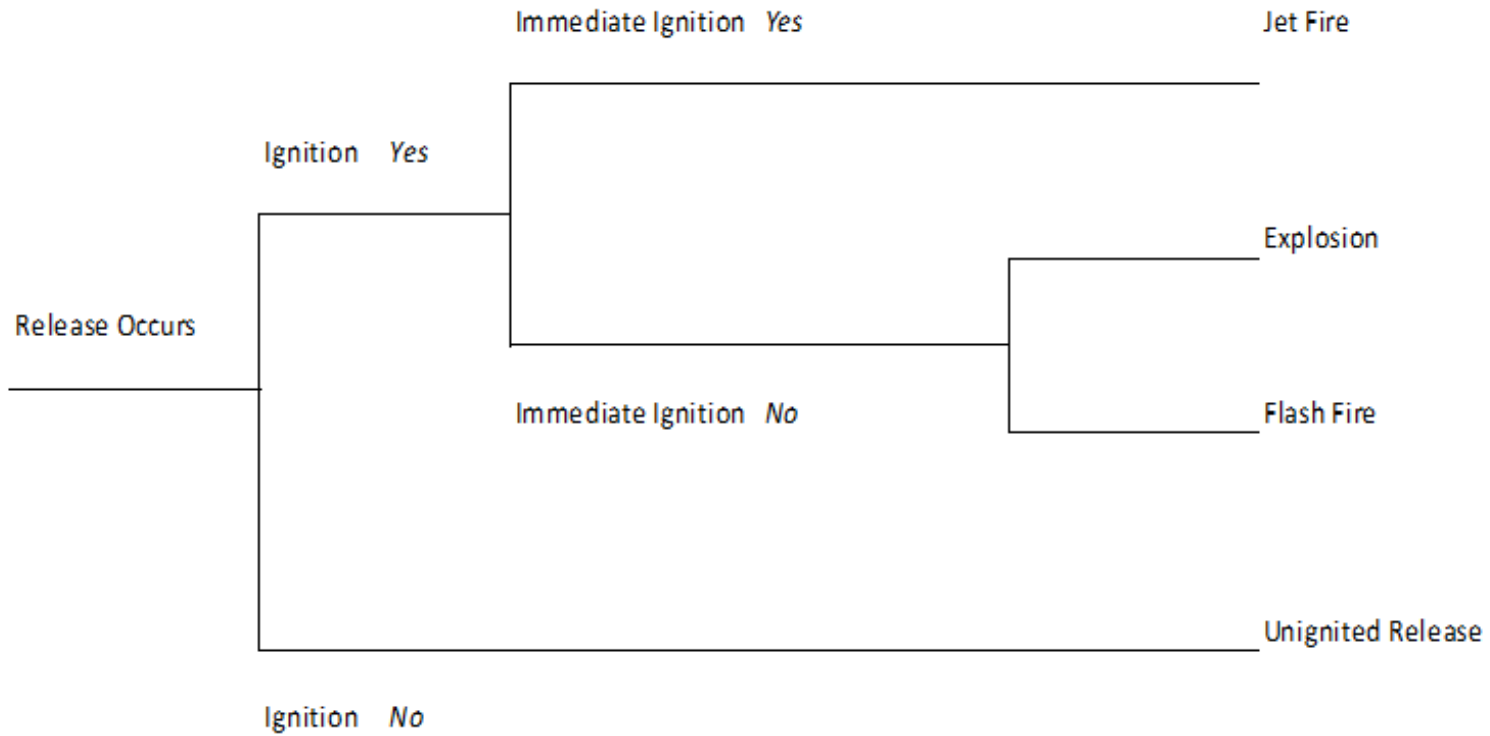 Immediate Ignition Yes
Jet Fire
Ignition Yes
Explosion
Release Occurs
Immediate Ignition No
Flash Fire
Unignited Release
Ignition No